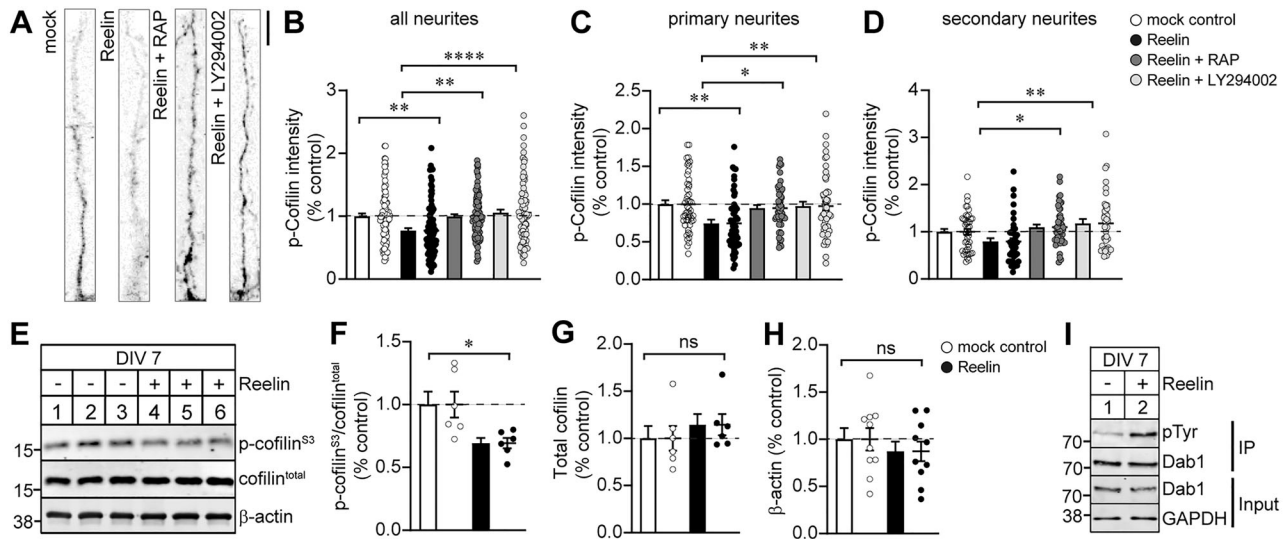 A
mock
Reelin
Reelin + RAP
Reelin + LY294002
B
all neurites
p-Cofilin intensity
(% control)
3
2
1
0
**
**
****
C
primary neurites
p-Cofilin intensity
(% control)
2.5
2.0
1.5
1.0
0.5
0.0
**
*
**
D
secondary neurites
p-Cofilin intensity
(% control)
4
3
2
1
0
*
**
mock control
Reelin
Reelin + RAP
Reelin + LY294002
E
DIV 7
- - - + + + Reelin
1 2 3 4 5 6
15 p-cofilinS3
15 cofilintotal
38 β-actin
F
p-cofilinS3/cofilintotal
(% control)
1.5
1.0
0.5
0.0
*
G
Total cofilin
(% control)
2.0
1.5
1.0
0.5
0.0
ns
H
β-actin (% control)
2.0
1.5
1.0
0.5
0.0
ns
mock control
Reelin
I
DIV 7
- + Reelin
1 2
70 pTyr
70 Dab1
IP
70 Dab1
38 GAPDH
Input